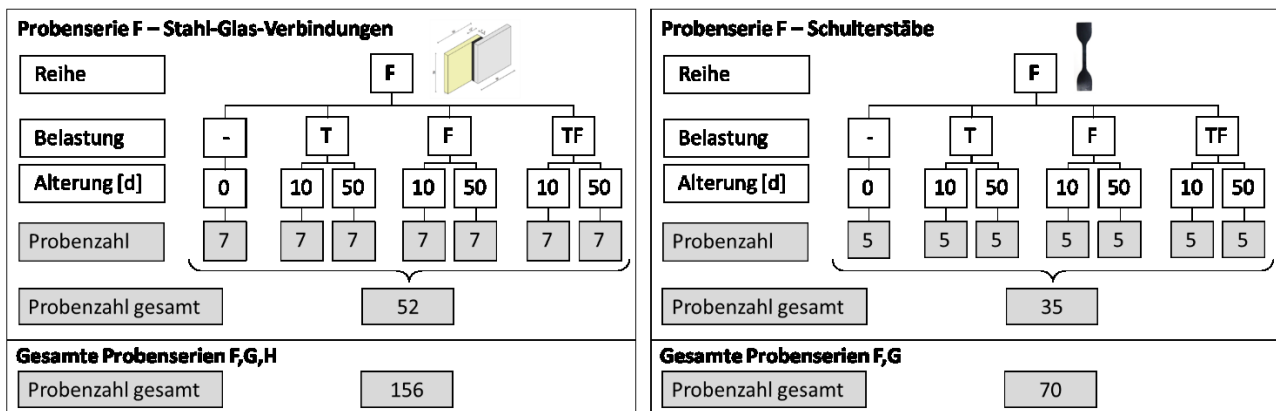 Probenserie F – Stahl-Glas-Verbindungen
Reihe
F
Belastung
- T F TF
Alterung [d]
0 10 50 10 50 10 50
Probenzahl
7 7 7 7 7 7 7
Probenzahl gesamt
52
Gesamte Probenserien F,G,H
Probenzahl gesamt
156
Probenserie F – Schulterstäbe
Reihe
F
Belastung
- T F TF
Alterung [d]
0 10 50 10 50 10 50
Probenzahl
5 5 5 5 5 5 5
Probenzahl gesamt
35
Gesamte Probenserien F,G
Probenzahl gesamt
70